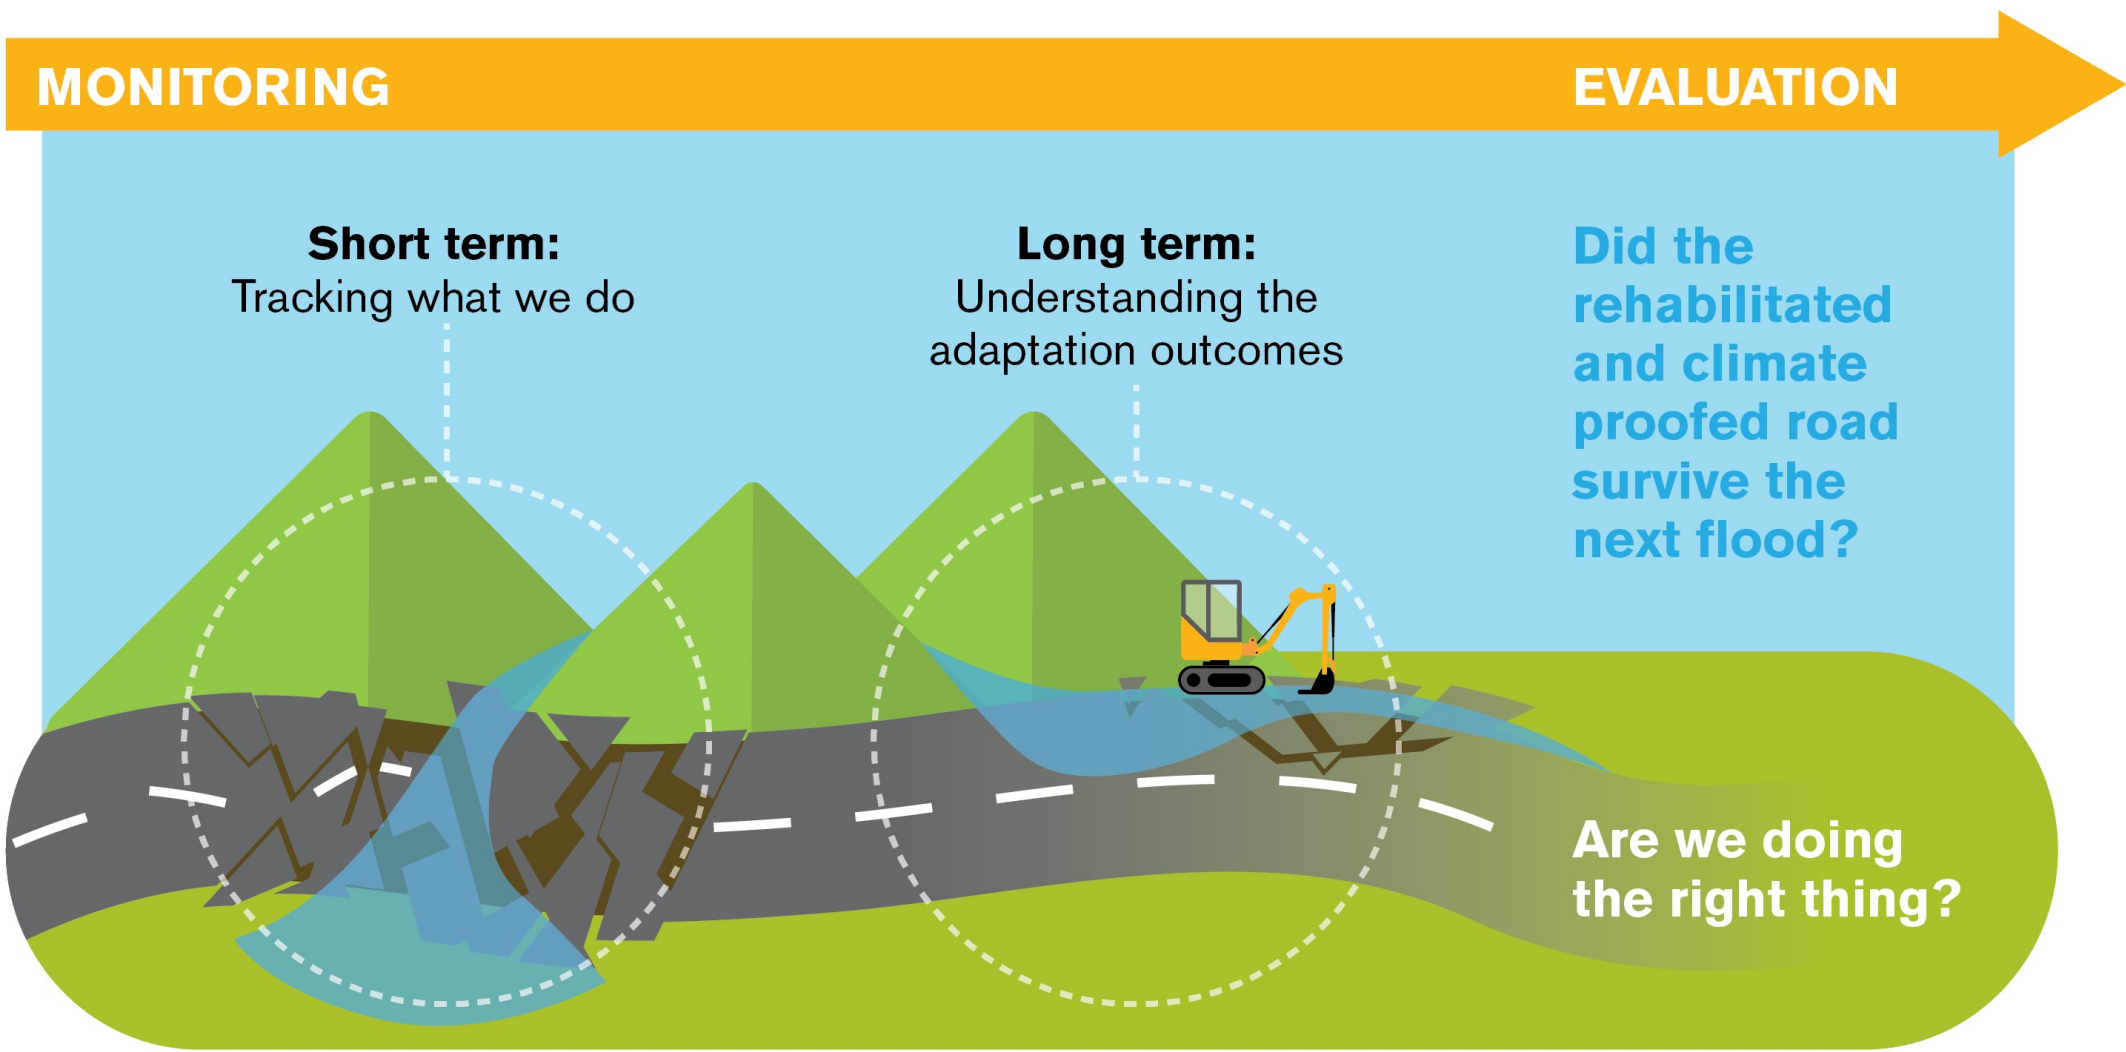 MONITORING
EVALUATION
Short term:
Tracking what we do
Long term:
Understanding the
adaptation outcomes
Did the
rehabilitated
and climate
proofed road
survive the
next flood?
Are we doing
the right thing?